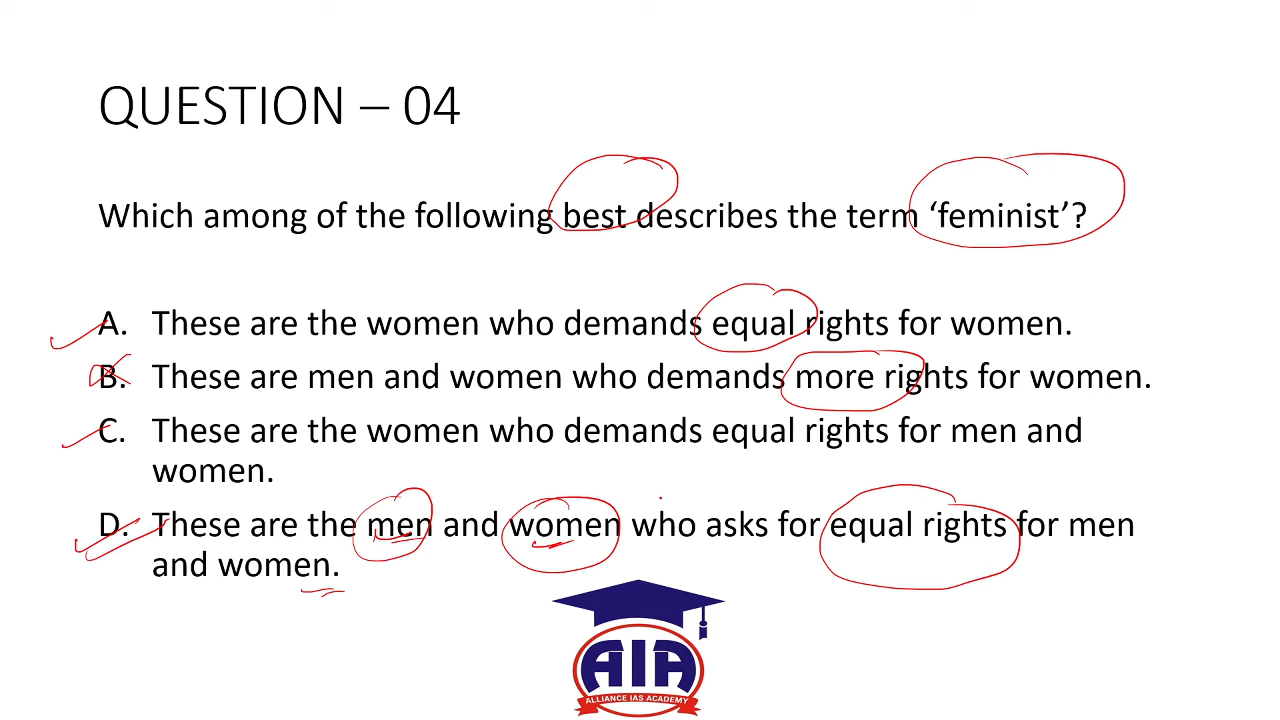 QUESTION – 04
Which among of the following best describes the term ‘feminist’?
A. These are the women who demands equal rights for women.
B. These are men and women who demands more rights for women.
C. These are the women who demands equal rights for men and
women.
D. These are the men and women who asks for equal rights for men
and women.
AIA
ALLIANCE IAS ACADEMY